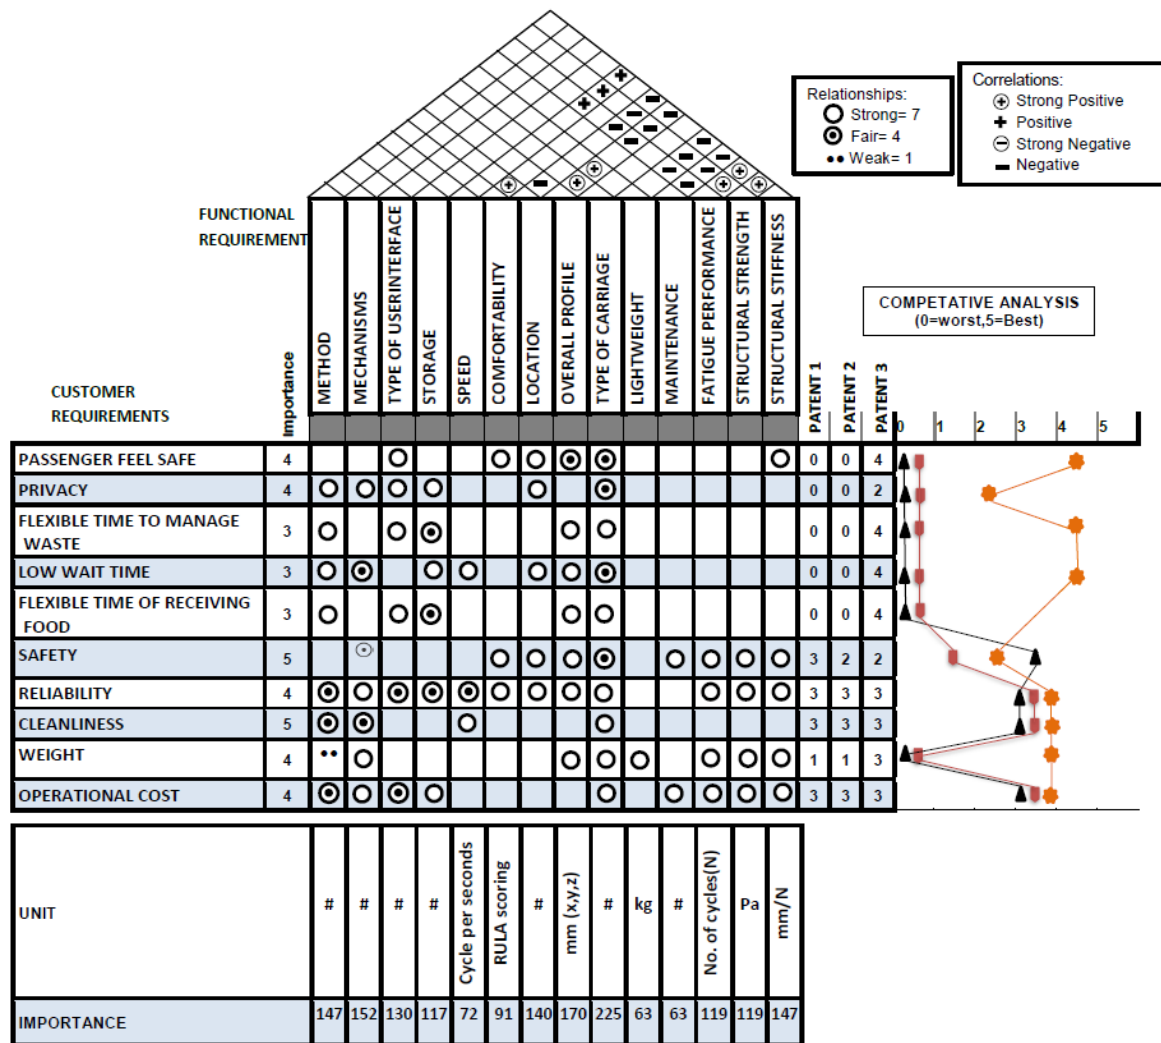 Relationships:
Strong= 7
Fair= 4
Weak= 1
Correlations:
Strong Positive
Positive
Strong Negative
Negative
FUNCTIONAL
REQUIREMENT
METHOD
MECHANISMS
TYPE OF USERINTERFACE
STORAGE
SPEED
COMFORTABILITY
LOCATION
OVERALL PROFILE
TYPE OF CARRIAGE
LIGHTWEIGHT
MAINTENANCE
FATIGUE PERFORMANCE
STRUCTURAL STRENGTH
STRUCTURAL STIFFNESS
COMPETATIVE ANALYSIS
(0=worst,5=Best)
CUSTOMER
REQUIREMENTS
Importance
PATENT 1
PATENT 2
PATENT 3
0 1 2 3 4 5
PASSENGER FEEL SAFE 4 0 0 4
PRIVACY 4 0 0 2
FLEXIBLE TIME TO MANAGE
WASTE 3 0 0 4
LOW WAIT TIME 3 0 0 4
FLEXIBLE TIME OF RECEIVING
FOOD 3 0 0 4
SAFETY 5 3 2 2
RELIABILITY 4 3 3 3
CLEANLINESS 5 3 3 3
WEIGHT 4 1 1 3
OPERATIONAL COST 4 3 3 3
UNIT # # # # Cycle per seconds RULA scoring # mm (x,y,z) # kg # No. of cycles(N) Pa mm/N
IMPORTANCE 147 152 130 117 72 91 140 170 225 63 63 119 119 147